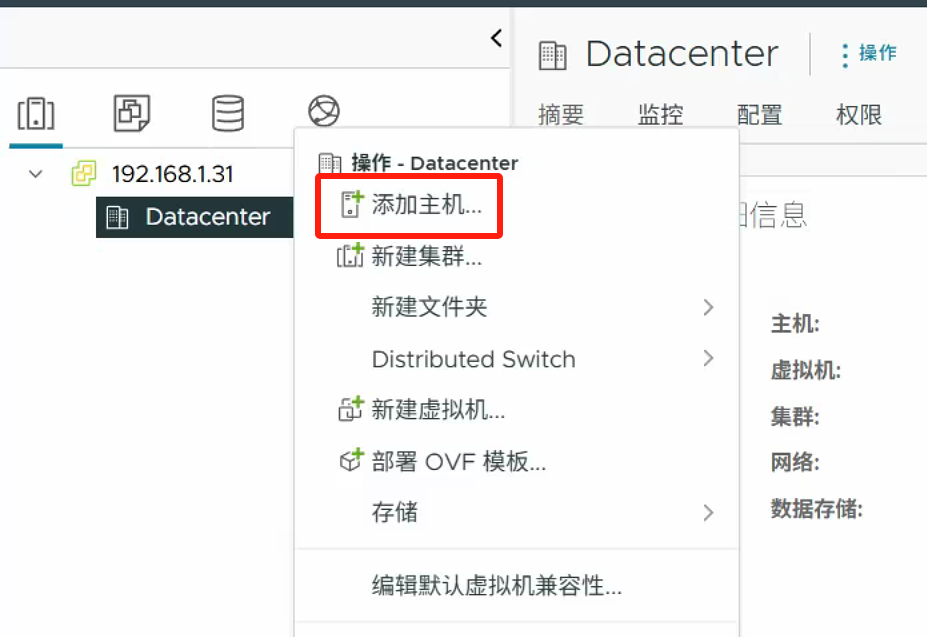 Datacenter
操作
摘要
监控
配置
权限
192.168.1.31
Datacenter
操作 - Datacenter
添加主机...
新建集群...
新建文件夹
Distributed Switch
新建虚拟机...
部署 OVF 模板...
存储
编辑默认虚拟机兼容性...
信息
主机:
虚拟机:
集群:
网络:
数据存储: